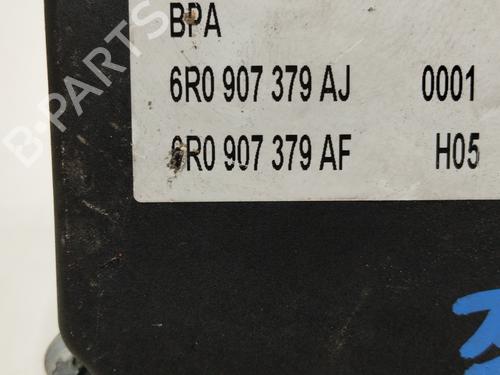 BPA
6R0 907 379 AJ 0001
6R0 907 379 AF H05
B-PARTS